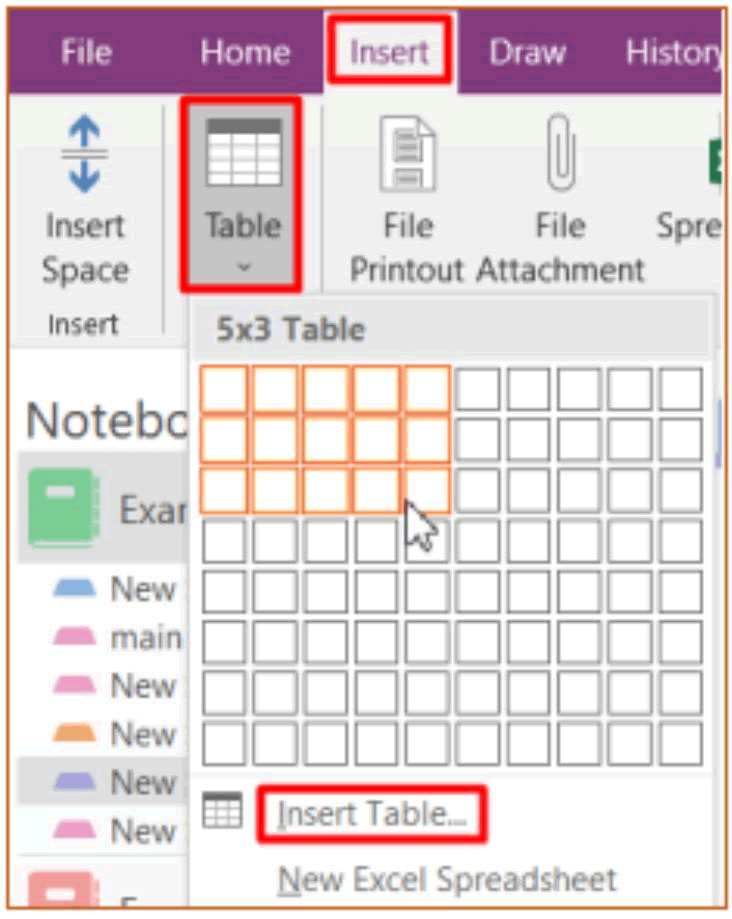 File Home Insert Draw History
Insert Space
Table
File Printout
File Attachment
Spre
Insert
5x3 Table
Notebo
Exar
New
main
New
New
New
New
Insert Table...
New Excel Spreadsheet